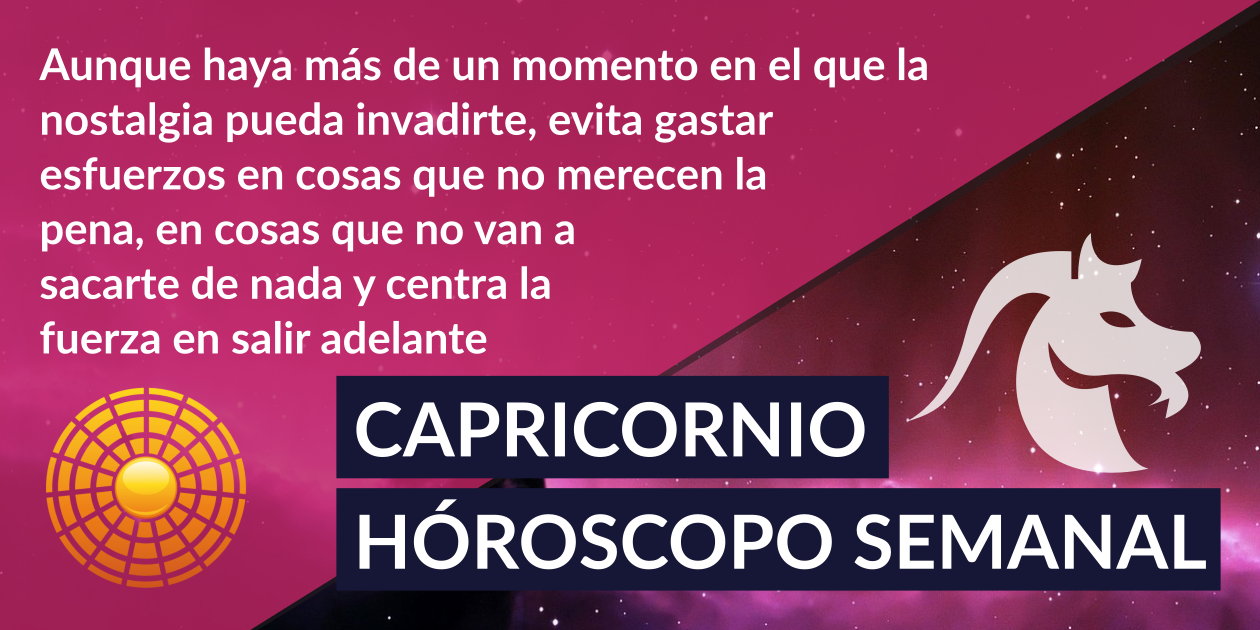 Aunque haya más de un momento en el que la
nostalgia pueda invadirte, evita gastar
esfuerzos en cosas que no merecen la
pena, en cosas que no van a
sacarte de nada y centra la
fuerza en salir adelante
CAPRICORNIO
HÓROSCOPO SEMANAL